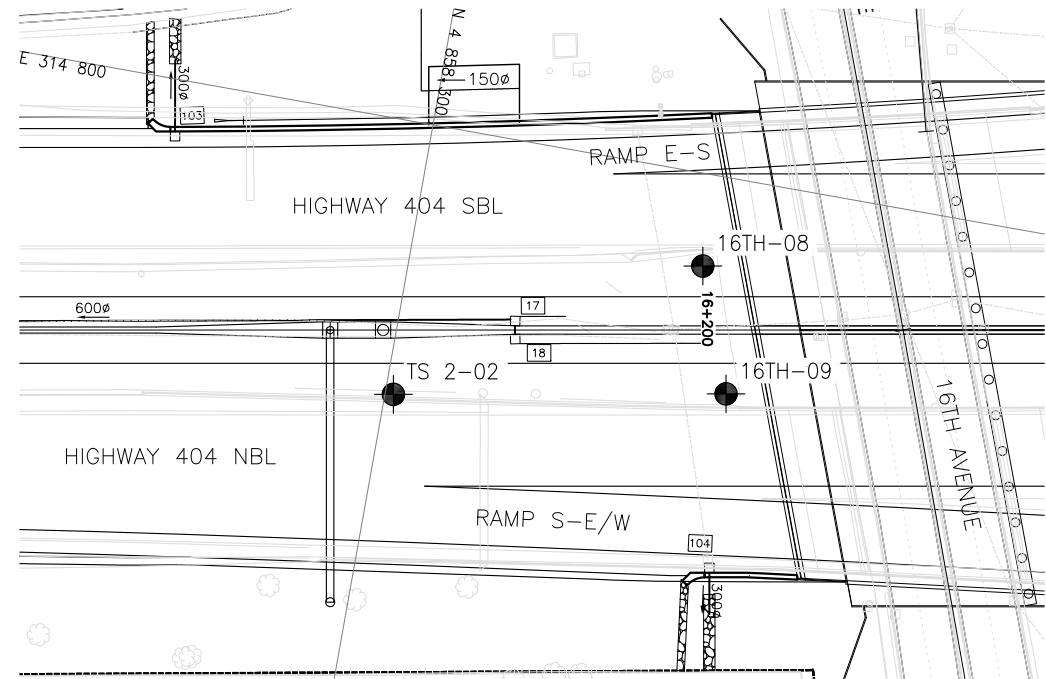 E 314 800
N 4 858 300
300ø
103
150ø
RAMP E-S
HIGHWAY 404 SBL
16TH-08
600ø
17
16+200
18
TS 2-02
16TH-09
16TH AVENUE
HIGHWAY 404 NBL
RAMP S-E/W
104
300ø